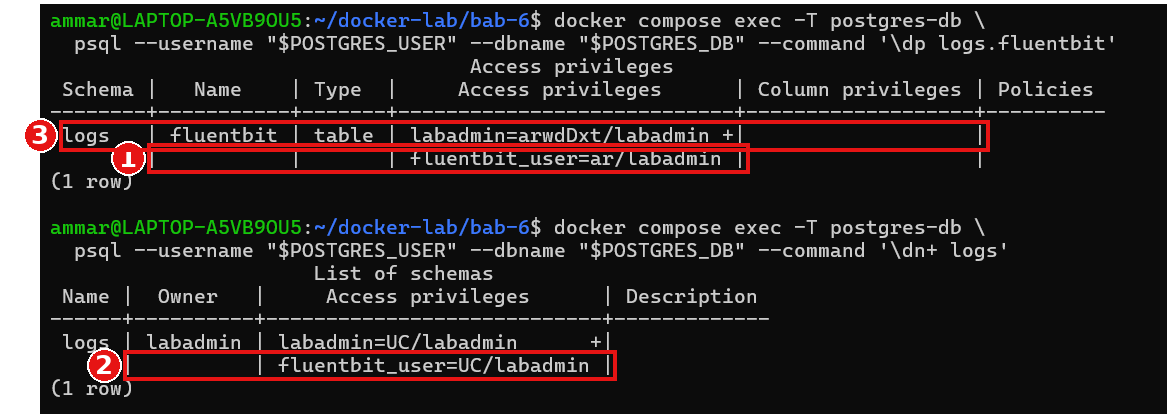 ammar@LAPTOP-A5VB9OU5:~/docker-lab/bab-6$ docker compose exec -T postgres-db \
psql --username "$POSTGRES_USER" --dbname "$POSTGRES_DB" --command '\dp logs.fluentbit'
Access privileges
Schema | Name | Type | Access privileges | Column privileges | Policies
--------+-----------+-------+----------------------------+-------------------+----------
3 logs | fluentbit | table | labadmin=arwdDxt/labadmin +| |
1 | | | fluentbit_user=ar/labadmin | |
(1 row)
ammar@LAPTOP-A5VB9OU5:~/docker-lab/bab-6$ docker compose exec -T postgres-db \
psql --username "$POSTGRES_USER" --dbname "$POSTGRES_DB" --command '\dn+ logs'
List of schemas
Name | Owner | Access privileges | Description
------+----------+----------------------------+-------------
logs | labadmin | labadmin=UC/labadmin +|
2 | | fluentbit_user=UC/labadmin |
(1 row)